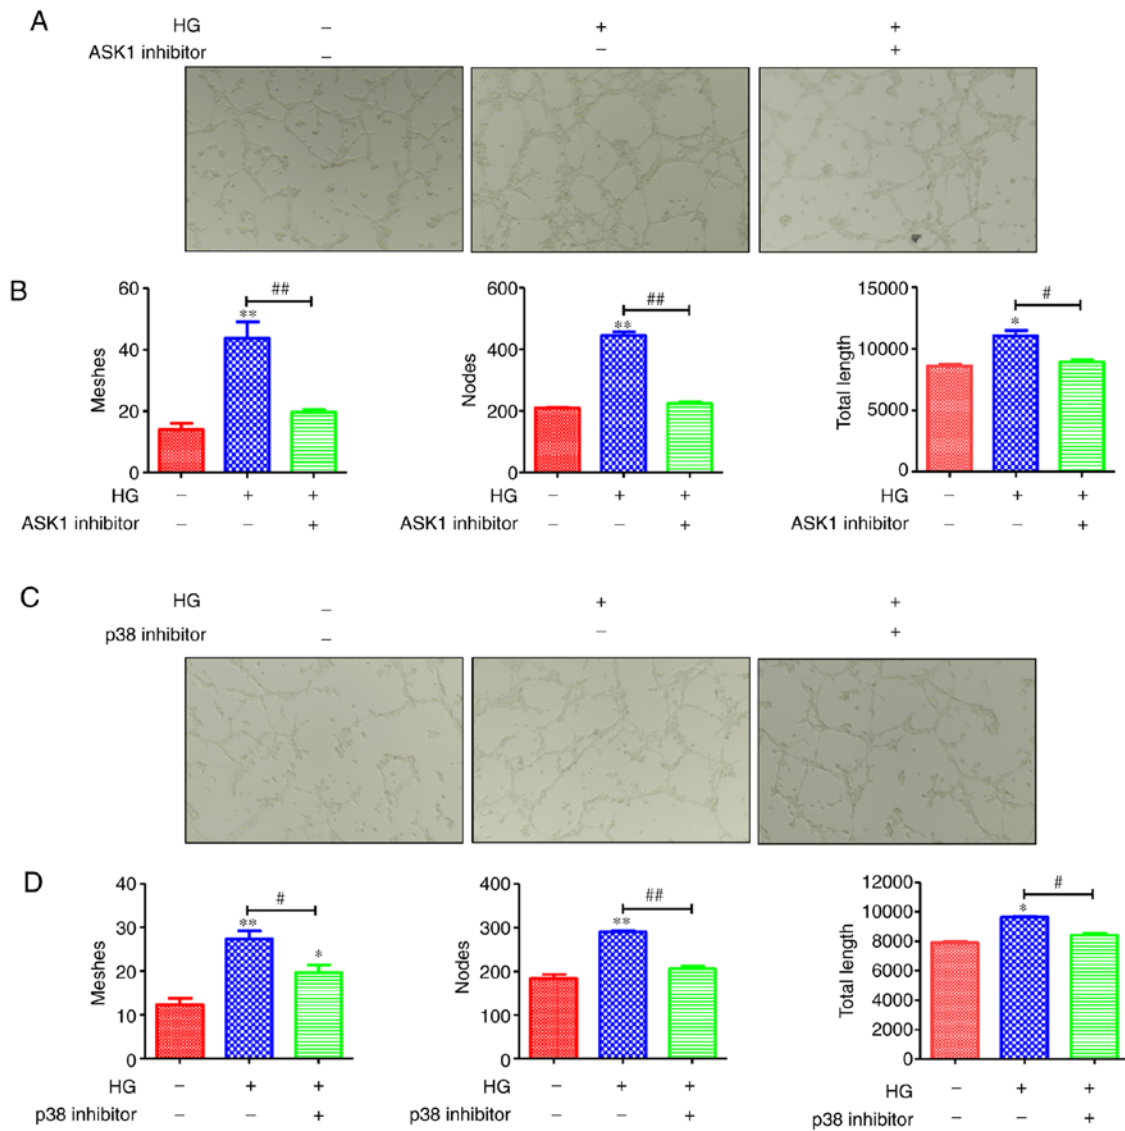 A
HG – + +
ASK1 inhibitor – – +
B
60
40
20
0
Meshes
**
##
HG – + +
ASK1 inhibitor – – +
600
400
200
0
Nodes
**
##
HG – + +
ASK1 inhibitor – – +
15000
10000
5000
0
Total length
*
#
HG – + +
ASK1 inhibitor – – +
C
HG – + +
p38 inhibitor – – +
D
40
30
20
10
0
Meshes
**
#
*
HG – + +
p38 inhibitor – – +
400
300
200
100
0
Nodes
**
##
HG – + +
p38 inhibitor – – +
12000
10000
8000
6000
4000
2000
0
Total length
*
#
HG – + +
p38 inhibitor – – +